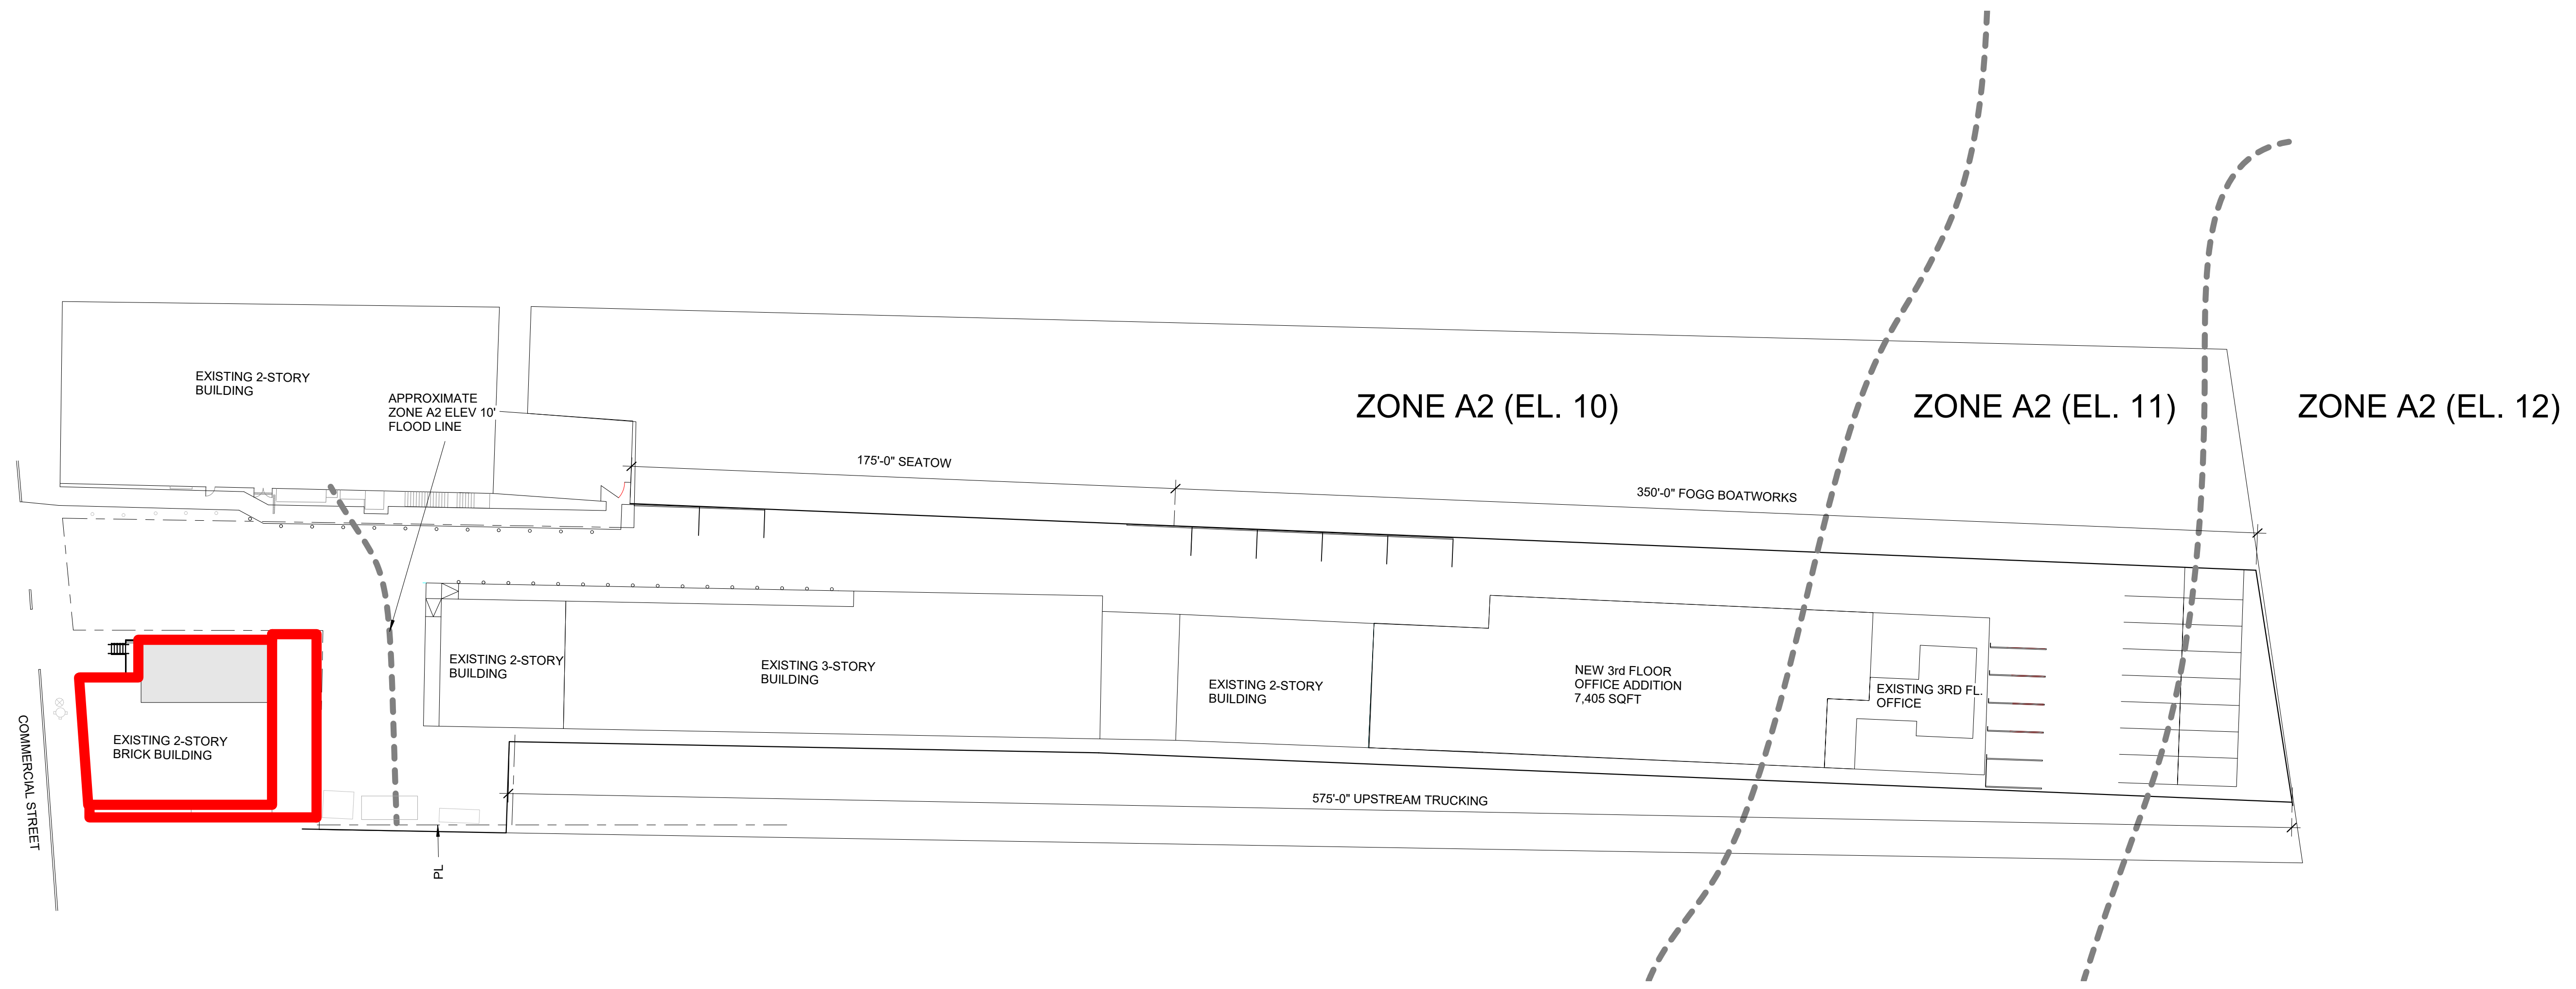 ZONE A2 (EL. 10)
ZONE A2 (EL. 11)
ZONE A2 (EL. 12)
EXISTING 2-STORY
BUILDING
APPROXIMATE
ZONE A2 ELEV 10'
FLOOD LINE
175'-0" SEATOW
350'-0" FOGG BOATWORKS
EXISTING 2-STORY
BUILDING
EXISTING 3-STORY
BUILDING
EXISTING 2-STORY
BUILDING
NEW 3rd FLOOR
OFFICE ADDITION
7,405 SQFT
EXISTING 3RD FL.
OFFICE
EXISTING 2-STORY
BRICK BUILDING
COMMERCIAL STREET
575'-0" UPSTREAM TRUCKING
PL